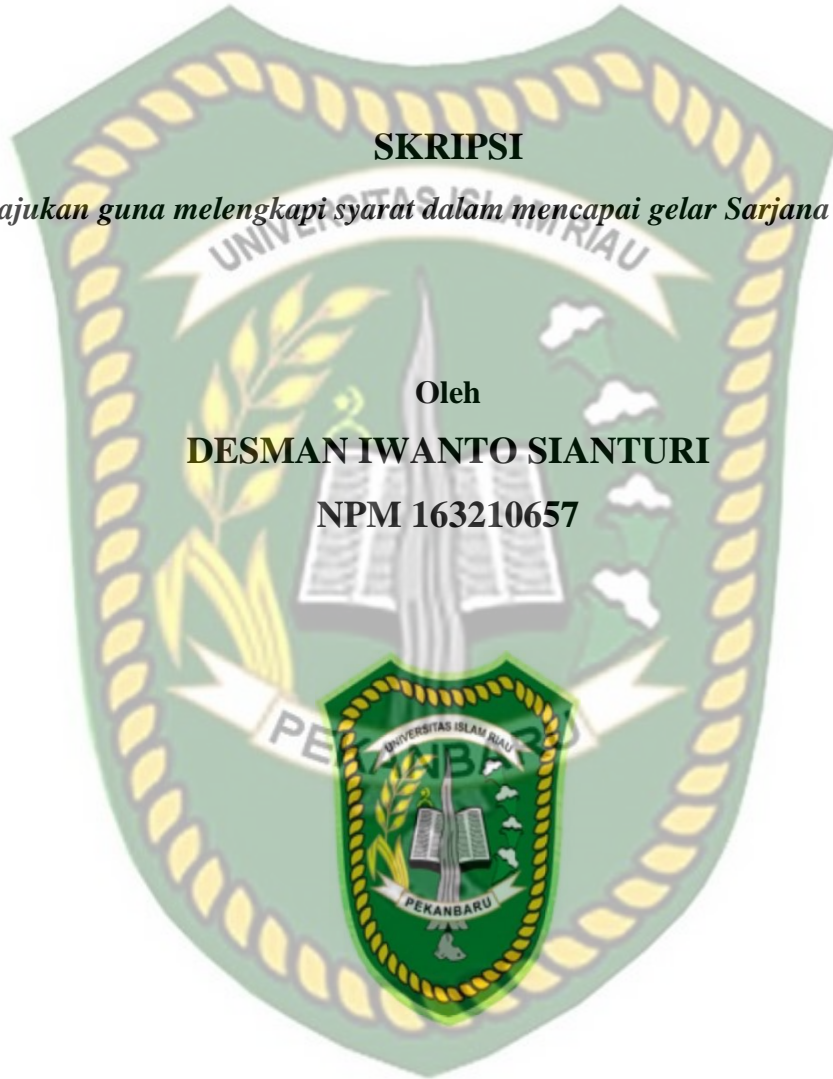 SKRIPSI
ajukan guna melengkapi syarat dalam mencapai gelar Sarjana
UNIVERSITAS ISLAM RIAU
Oleh
DESMAN IWANTO SIANTURI
NPM 163210657
PEKANBARU
UNIVERSITAS ISLAM RIAU
PEKANBARU